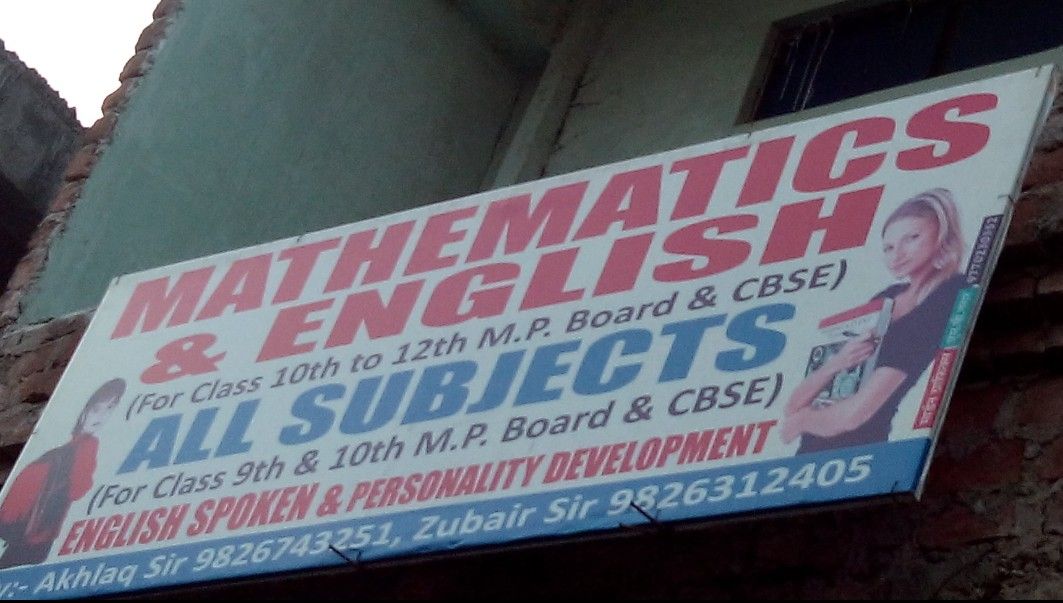 MATHEMATICS
& ENGLISH
(For Class 10th to 12th M.P. Board & CBSE)
ALL SUBJECTS
(For Class 9th & 10th M.P. Board & CBSE)
ENGLISH SPOKEN & PERSONALITY DEVELOPMENT
Akhlaq Sir 9826743251, Zubair Sir 9826312405